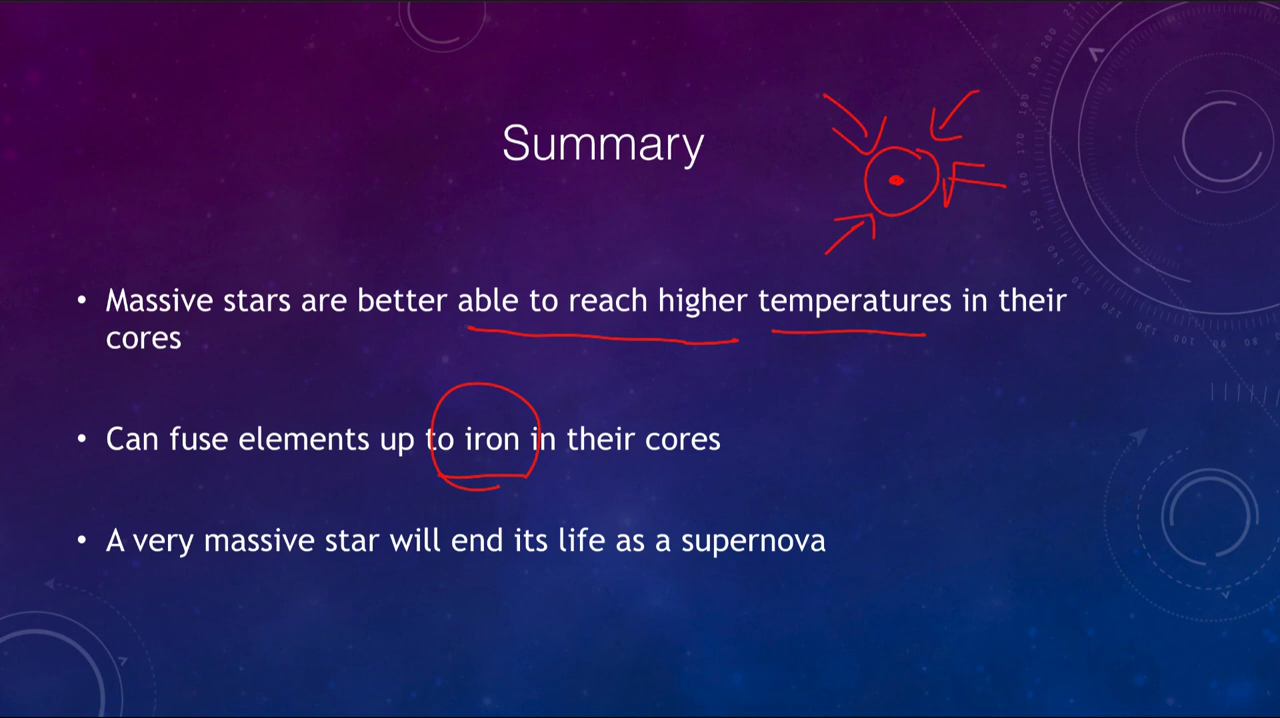 Summary
• Massive stars are better able to reach higher temperatures in their
cores
• Can fuse elements up to iron in their cores
• A very massive star will end its life as a supernova